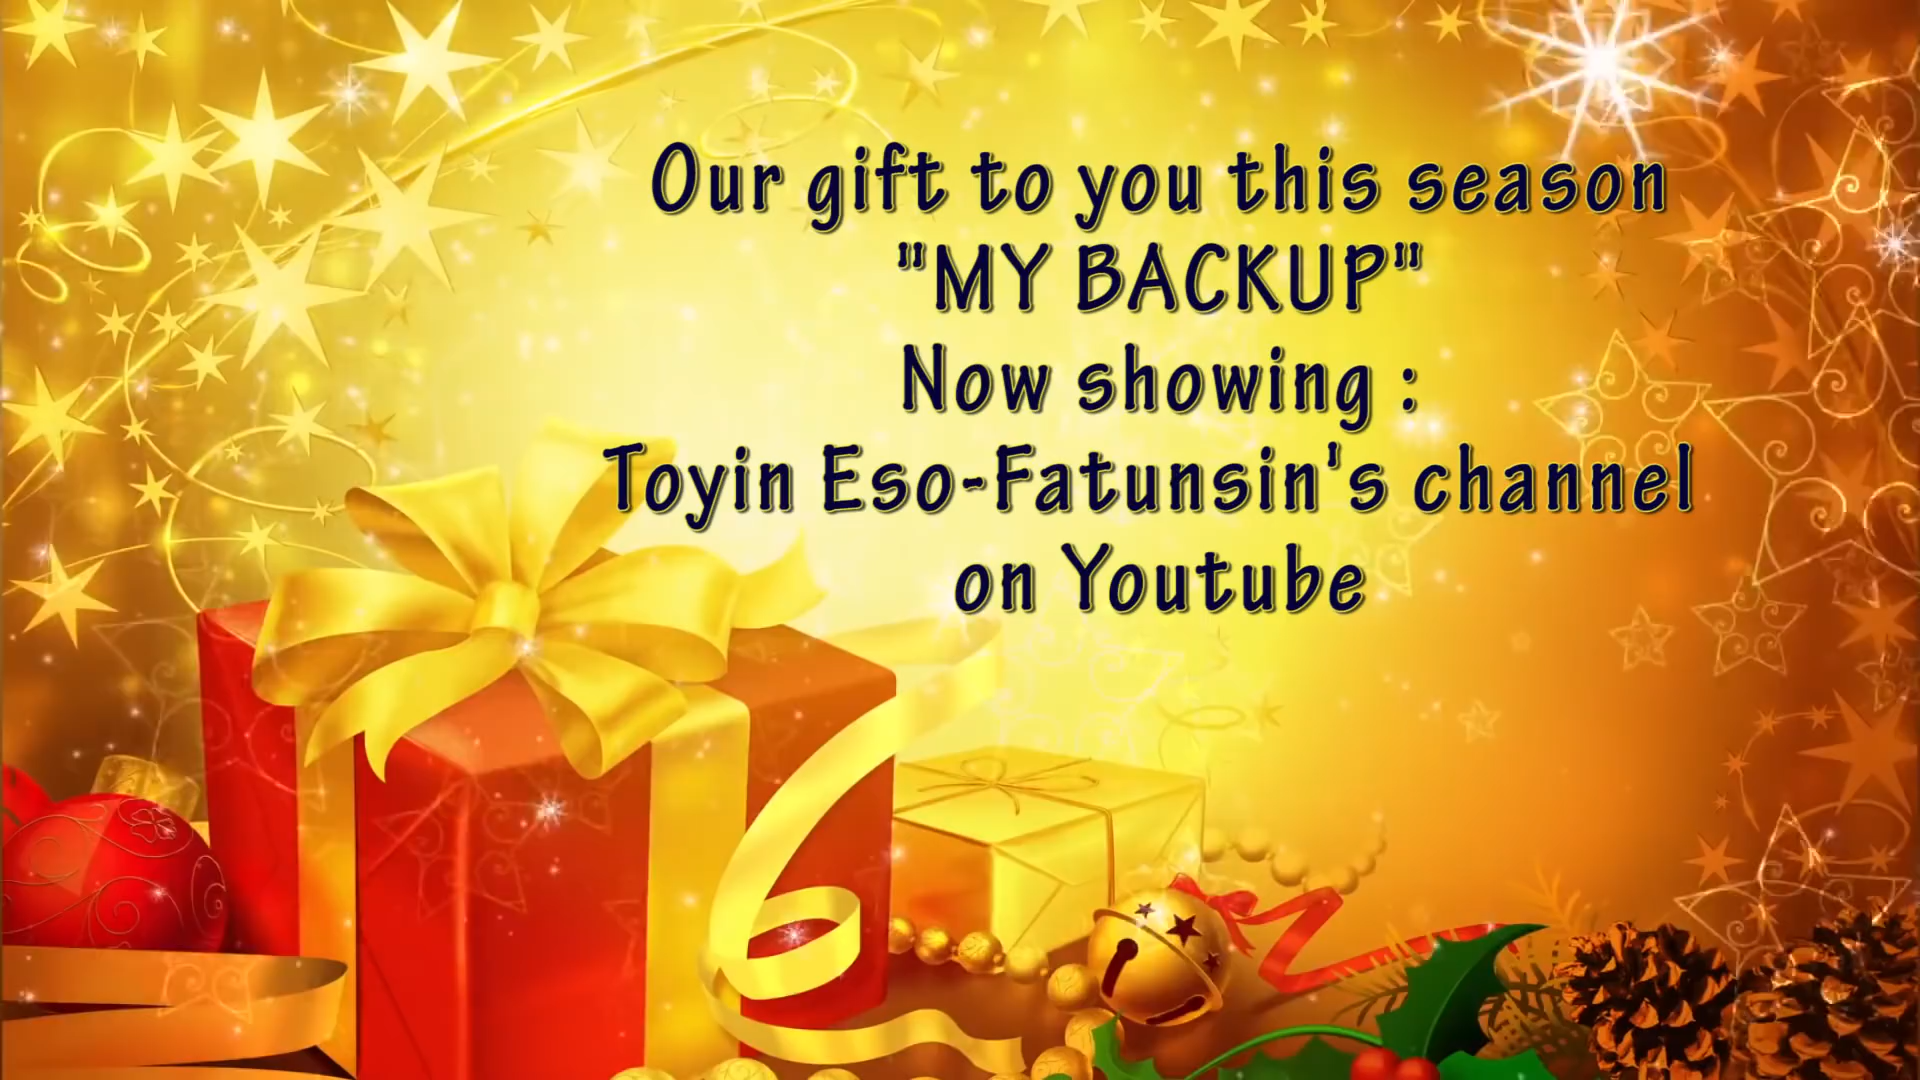 Our gift to you this season
"MY BACKUP"
Now showing :
Toyin Eso-Fatunsin's channel
on Youtube